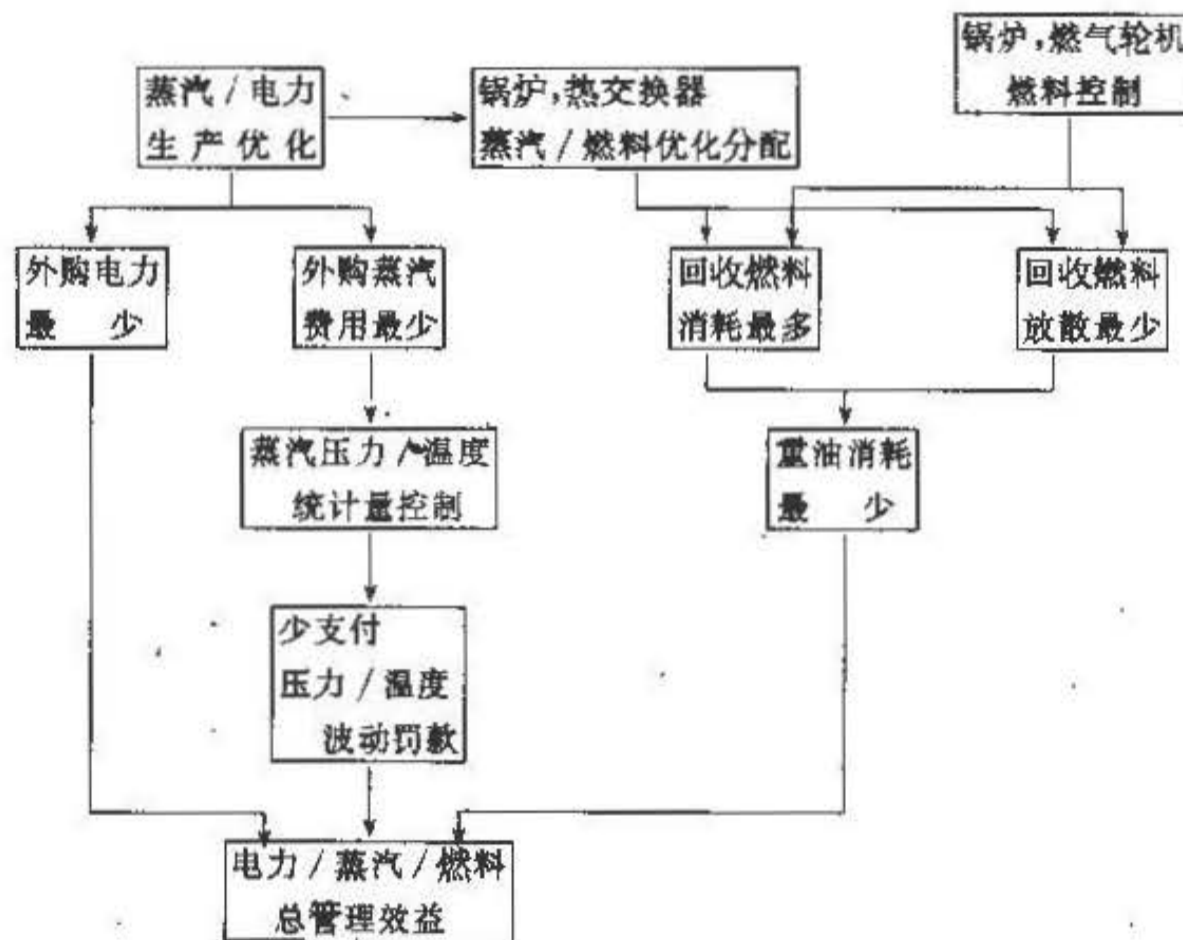 锅炉,燃气轮机
燃料控制
蒸汽/电力
生产优化
锅炉,热交换器
蒸汽/燃料优化分配
外购电力
最少
外购蒸汽
费用最少
回收燃料
消耗最多
回收燃料
放散最少
蒸汽压力/温度
统计量控制
重油消耗
最少
少支付
压力/温度
波动罚款
电力/蒸汽/燃料
总管理效益